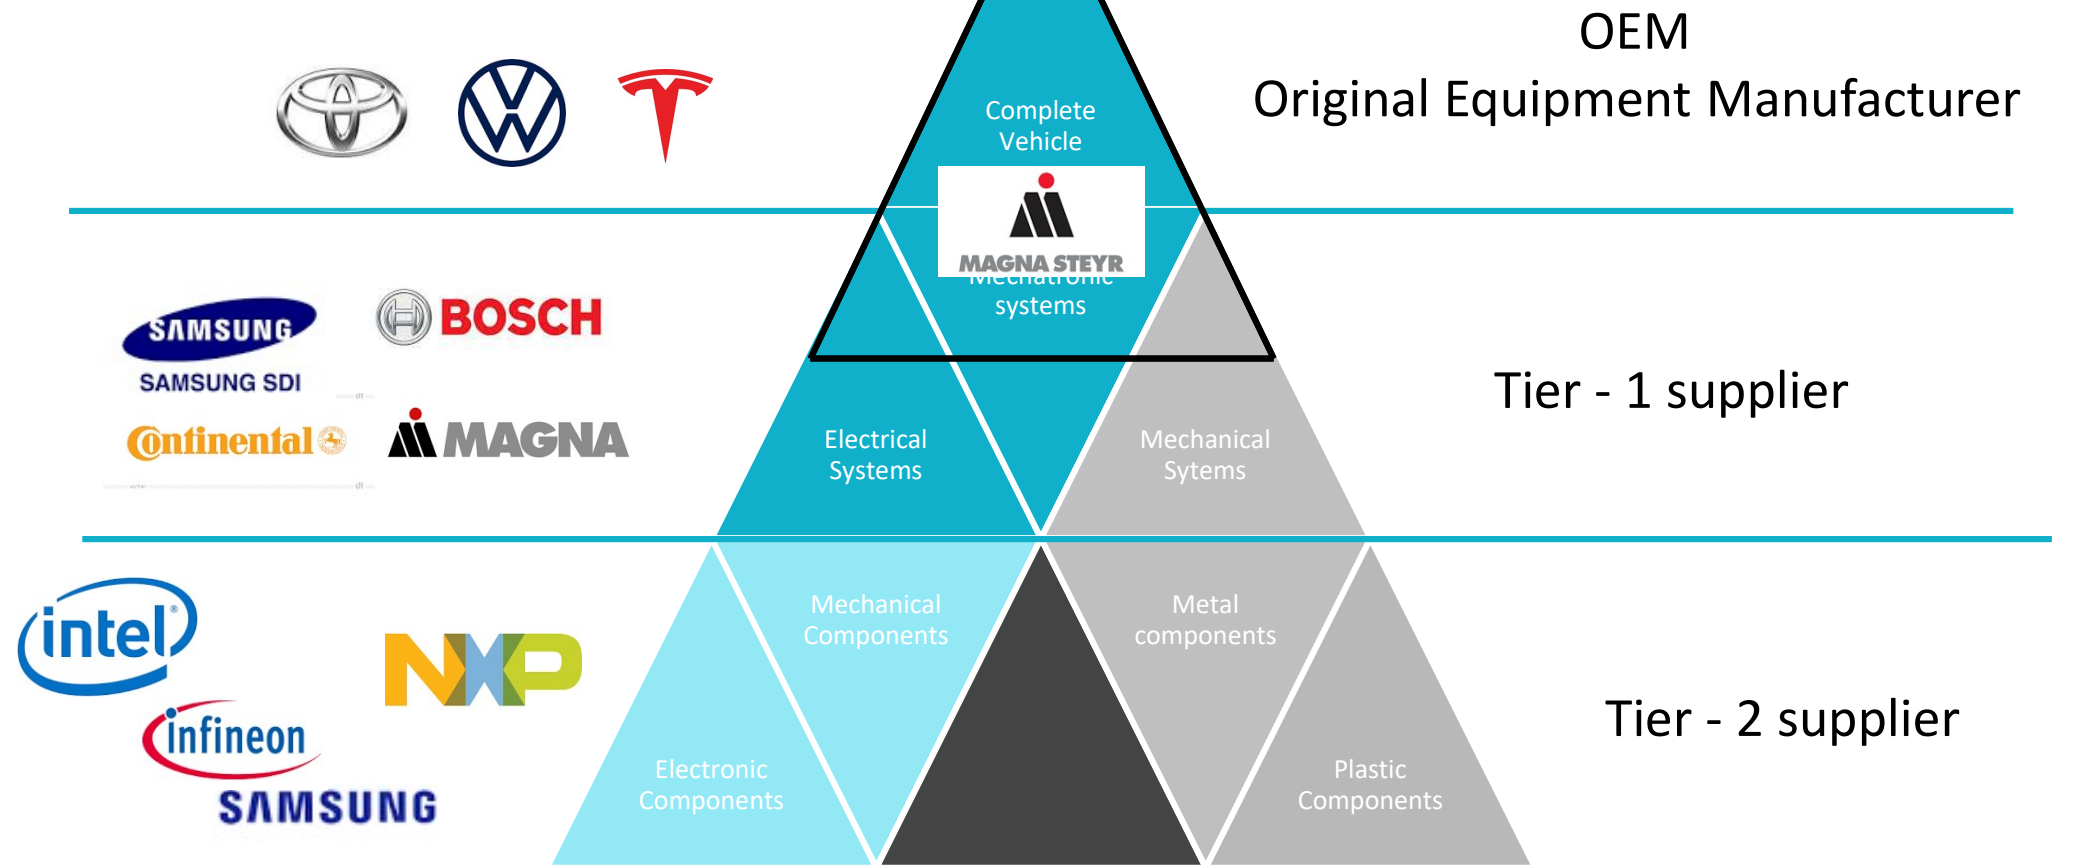 OEM
Original Equipment Manufacturer
Complete
Vehicle
MAGNA STEYR
Mechatronic
systems
SAMSUNG
SAMSUNG SDI
BOSCH
Continental
MAGNA
Electrical
Systems
Mechanical
Sytems
Tier - 1 supplier
intel
NXP
infineon
SAMSUNG
Mechanical
Components
Metal
components
Electronic
Components
Plastic
Components
Tier - 2 supplier